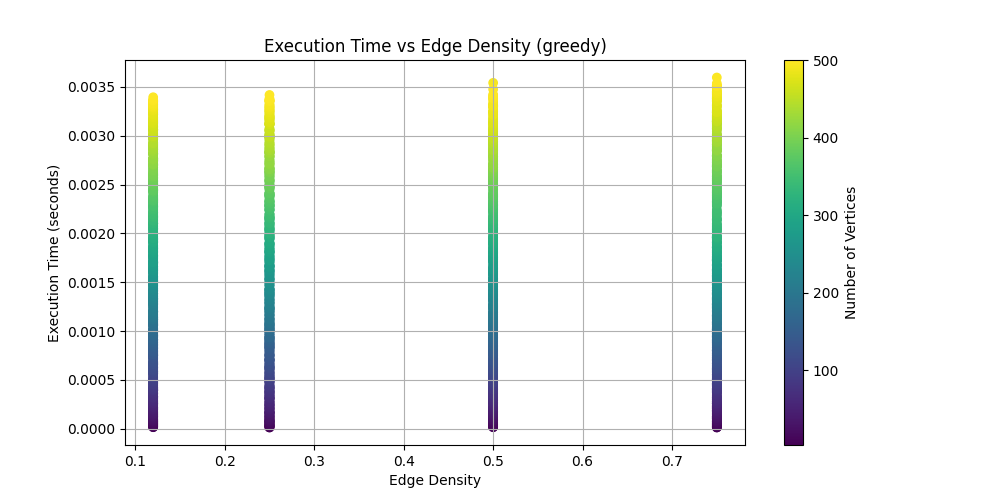 Execution Time vs Edge Density (greedy)
Execution Time (seconds)
0.0035
0.0030
0.0025
0.0020
0.0015
0.0010
0.0005
0.0000
0.1 0.2 0.3 0.4 0.5 0.6 0.7
Edge Density
500
400
300
200
100
Number of Vertices